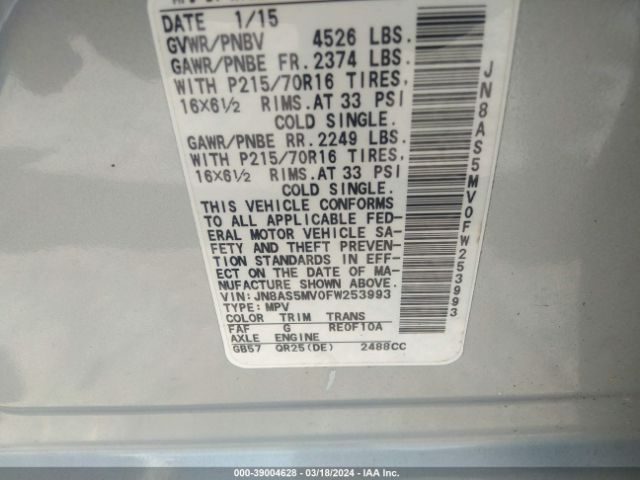 DATE 1/15
GVWR/PNBV 4526 LBS.
GAWR/PNBE FR. 2374 LBS.
WITH P215/70R16 TIRES,
16X6½ RIMS. AT 33 PSI
COLD SINGLE.
GAWR/PNBE RR. 2249 LBS.
WITH P215/70R16 TIRES,
16X6½ RIMS. AT 33 PSI
COLD SINGLE.
THIS VEHICLE CONFORMS
TO ALL APPLICABLE FED-
ERAL MOTOR VEHICLE SA-
FETY AND THEFT PREVEN-
TION STANDARDS IN EFF-
ECT ON THE DATE OF MA-
NUFACTURE SHOWN ABOVE.
VIN: JN8AS5MV0FW253993
TYPE: MPV
COLOR TRIM TRANS
FAF G RE0F10A
AXLE ENGINE
GB57 QR25(DE) 2488CC
JN8AS5MV0FW253993
000-39004628 - 03/18/2024 - IAA Inc.